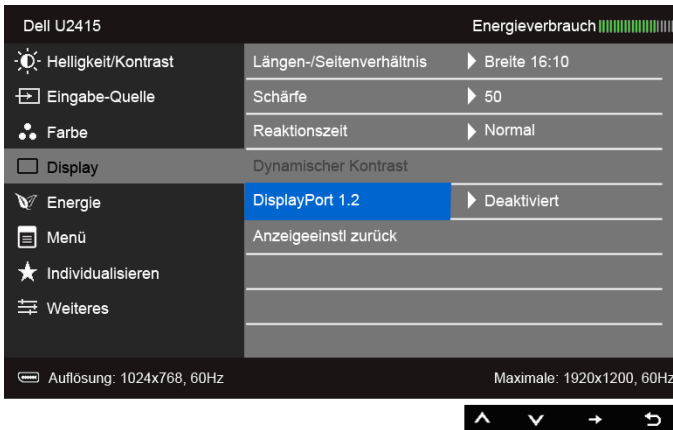 Dell U2415 Energieverbrauch
Helligkeit/Kontrast Längen-/Seitenverhältnis Breite 16:10
Eingabe-Quelle Schärfe 50
Farbe Reaktionszeit Normal
Display Dynamischer Kontrast
Energie DisplayPort 1.2 Deaktiviert
Menü Anzeigeeinstl zurück
Individualisieren
Weiteres
Auflösung: 1024x768, 60Hz Maximale: 1920x1200, 60Hz